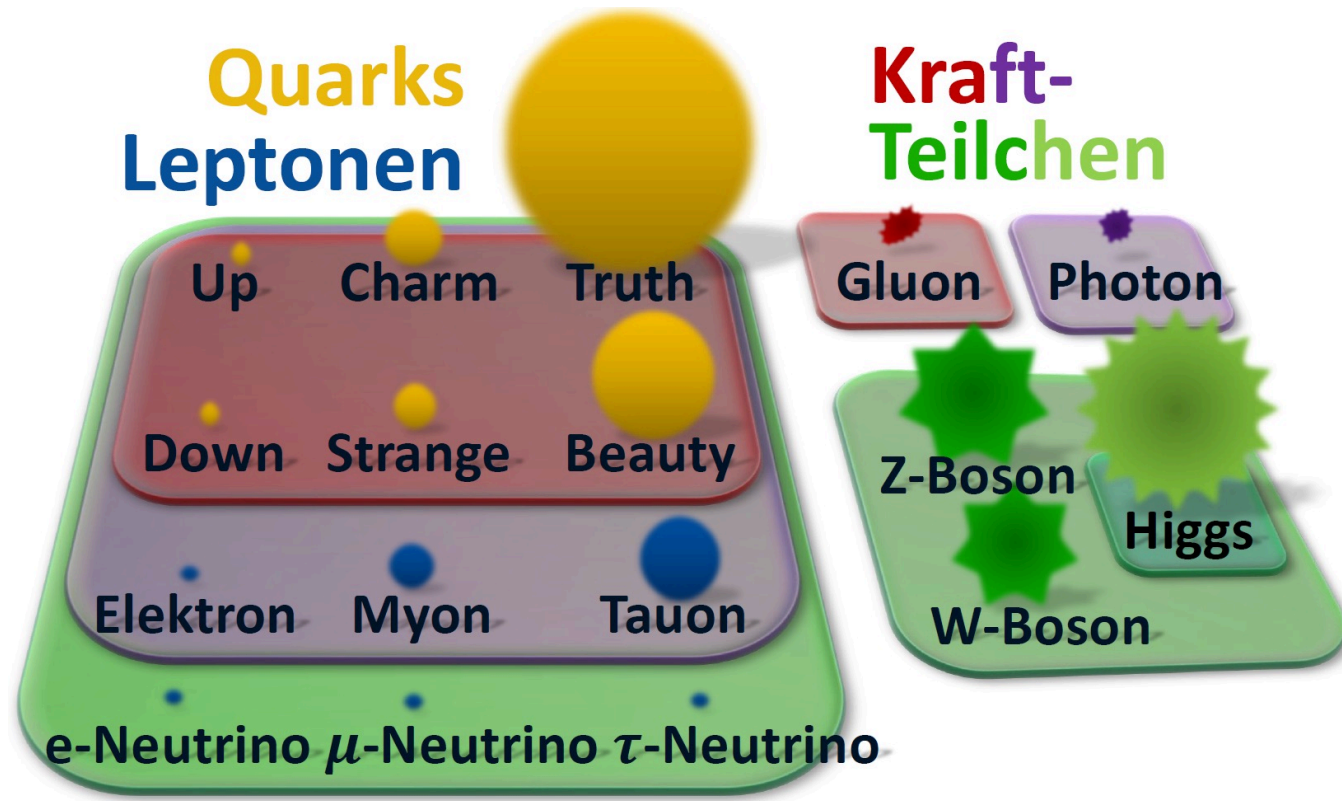 Quarks
Leptonen
Kraft-
Teilchen
Up Charm Truth
Gluon Photon
Down Strange Beauty
Z-Boson
Higgs
Elektron Myon Tauon
W-Boson
e-Neutrino μ-Neutrino τ-Neutrino